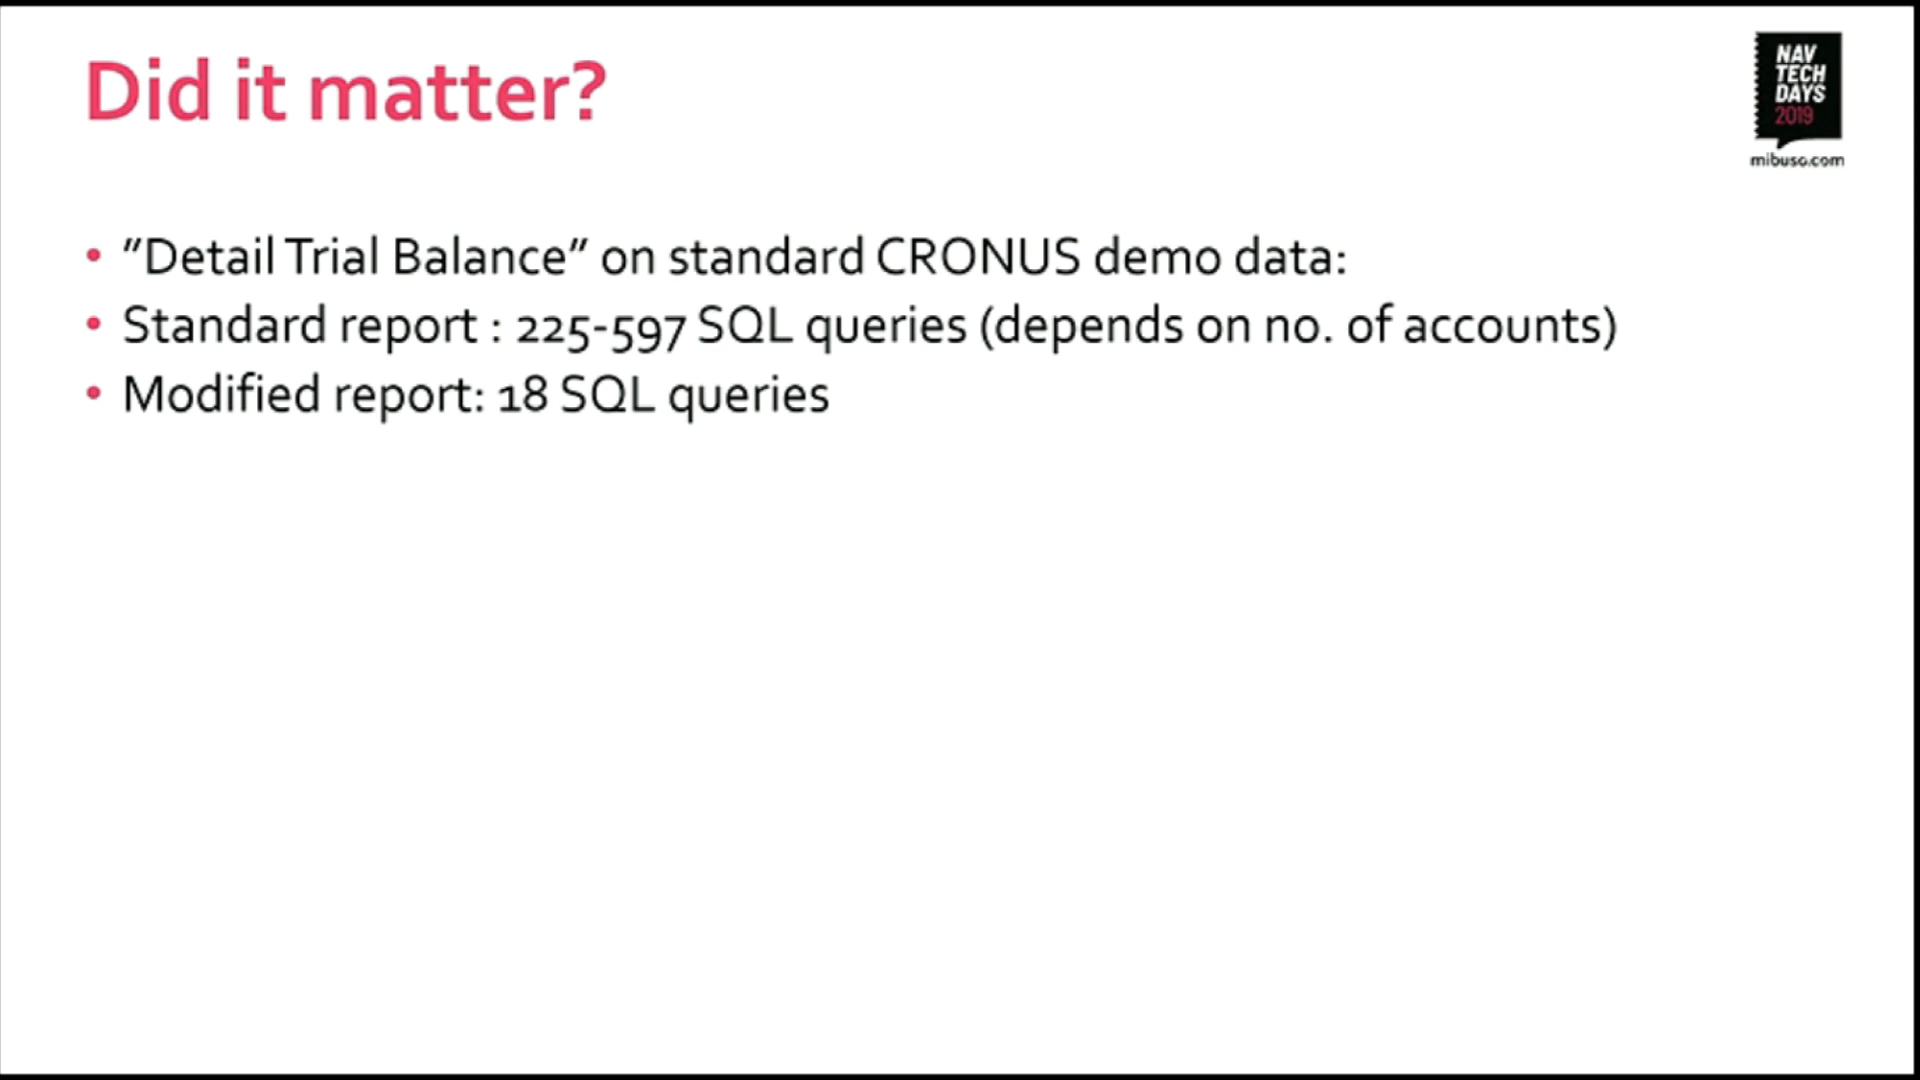 Did it matter?
NAV
TECH
DAYS
2019
mibuso.com
• ”Detail Trial Balance” on standard CRONUS demo data:
• Standard report : 225-597 SQL queries (depends on no. of accounts)
• Modified report: 18 SQL queries